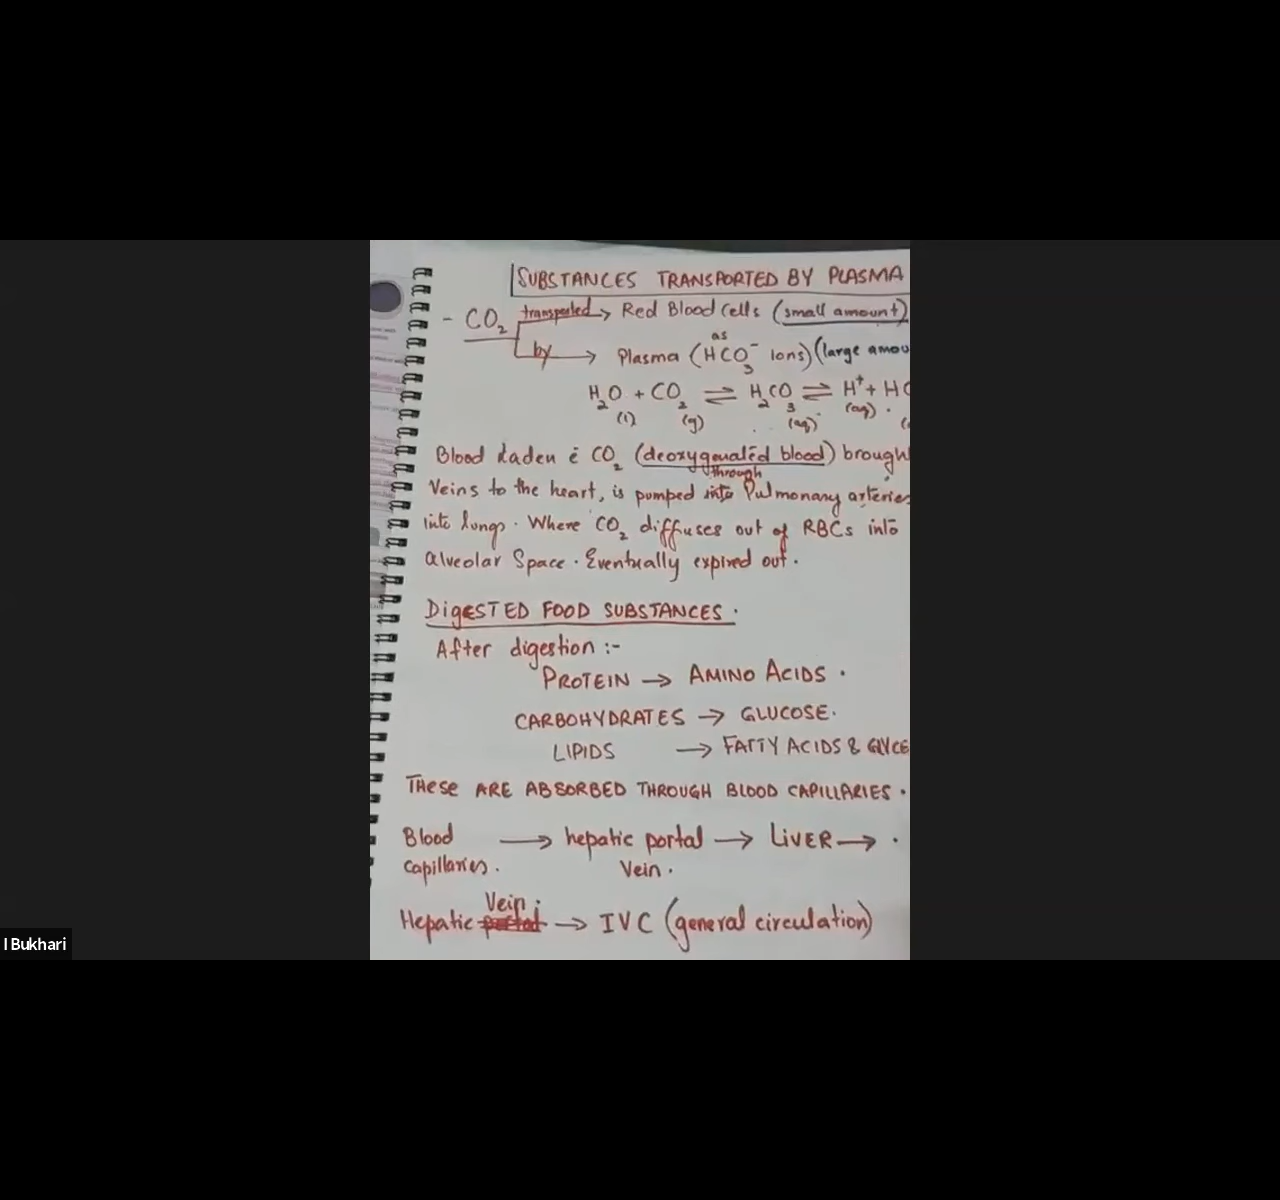 SUBSTANCES TRANSPORTED BY PLASMA
- CO₂ transported → Red Blood Cells (small amount)
by → Plasma (as HCO₃⁻ ions) (large amou
H₂O + CO₂ ⇌ H₂CO₃ ⇌ H⁺ + HC
(l) (g) (aq) (aq)
Blood Laden c̄ CO₂ (deoxygenated blood) brough
Veins to the heart, is pumped through Pulmonary arteries
into lungs. Where CO₂ diffuses out of RBCs into
alveolar Space. Eventually expired out.
DigESTED FOOD SUBSTANCES.
After digestion :-
PROTEIN → AMINO ACIDS.
CARBOHYDRATES → GLUCOSE.
LIPIDS → FATTY ACIDS & GLYCE
THESE ARE ABSORBED THROUGH BLOOD CAPILLARIES.
Blood capillaries. → hepatic portal Vein. → LIVER →
Hepatic Vein. → IVC (general circulation)
I Bukhari